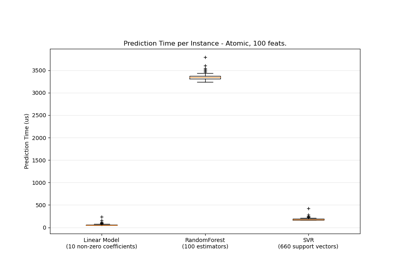 Prediction Time per Instance - Atomic, 100 feats.
Prediction Time (us)
3500
3000
2500
2000
1500
1000
500
0
Linear Model
(10 non-zero coefficients)
RandomForest
(100 estimators)
SVR
(660 support vectors)